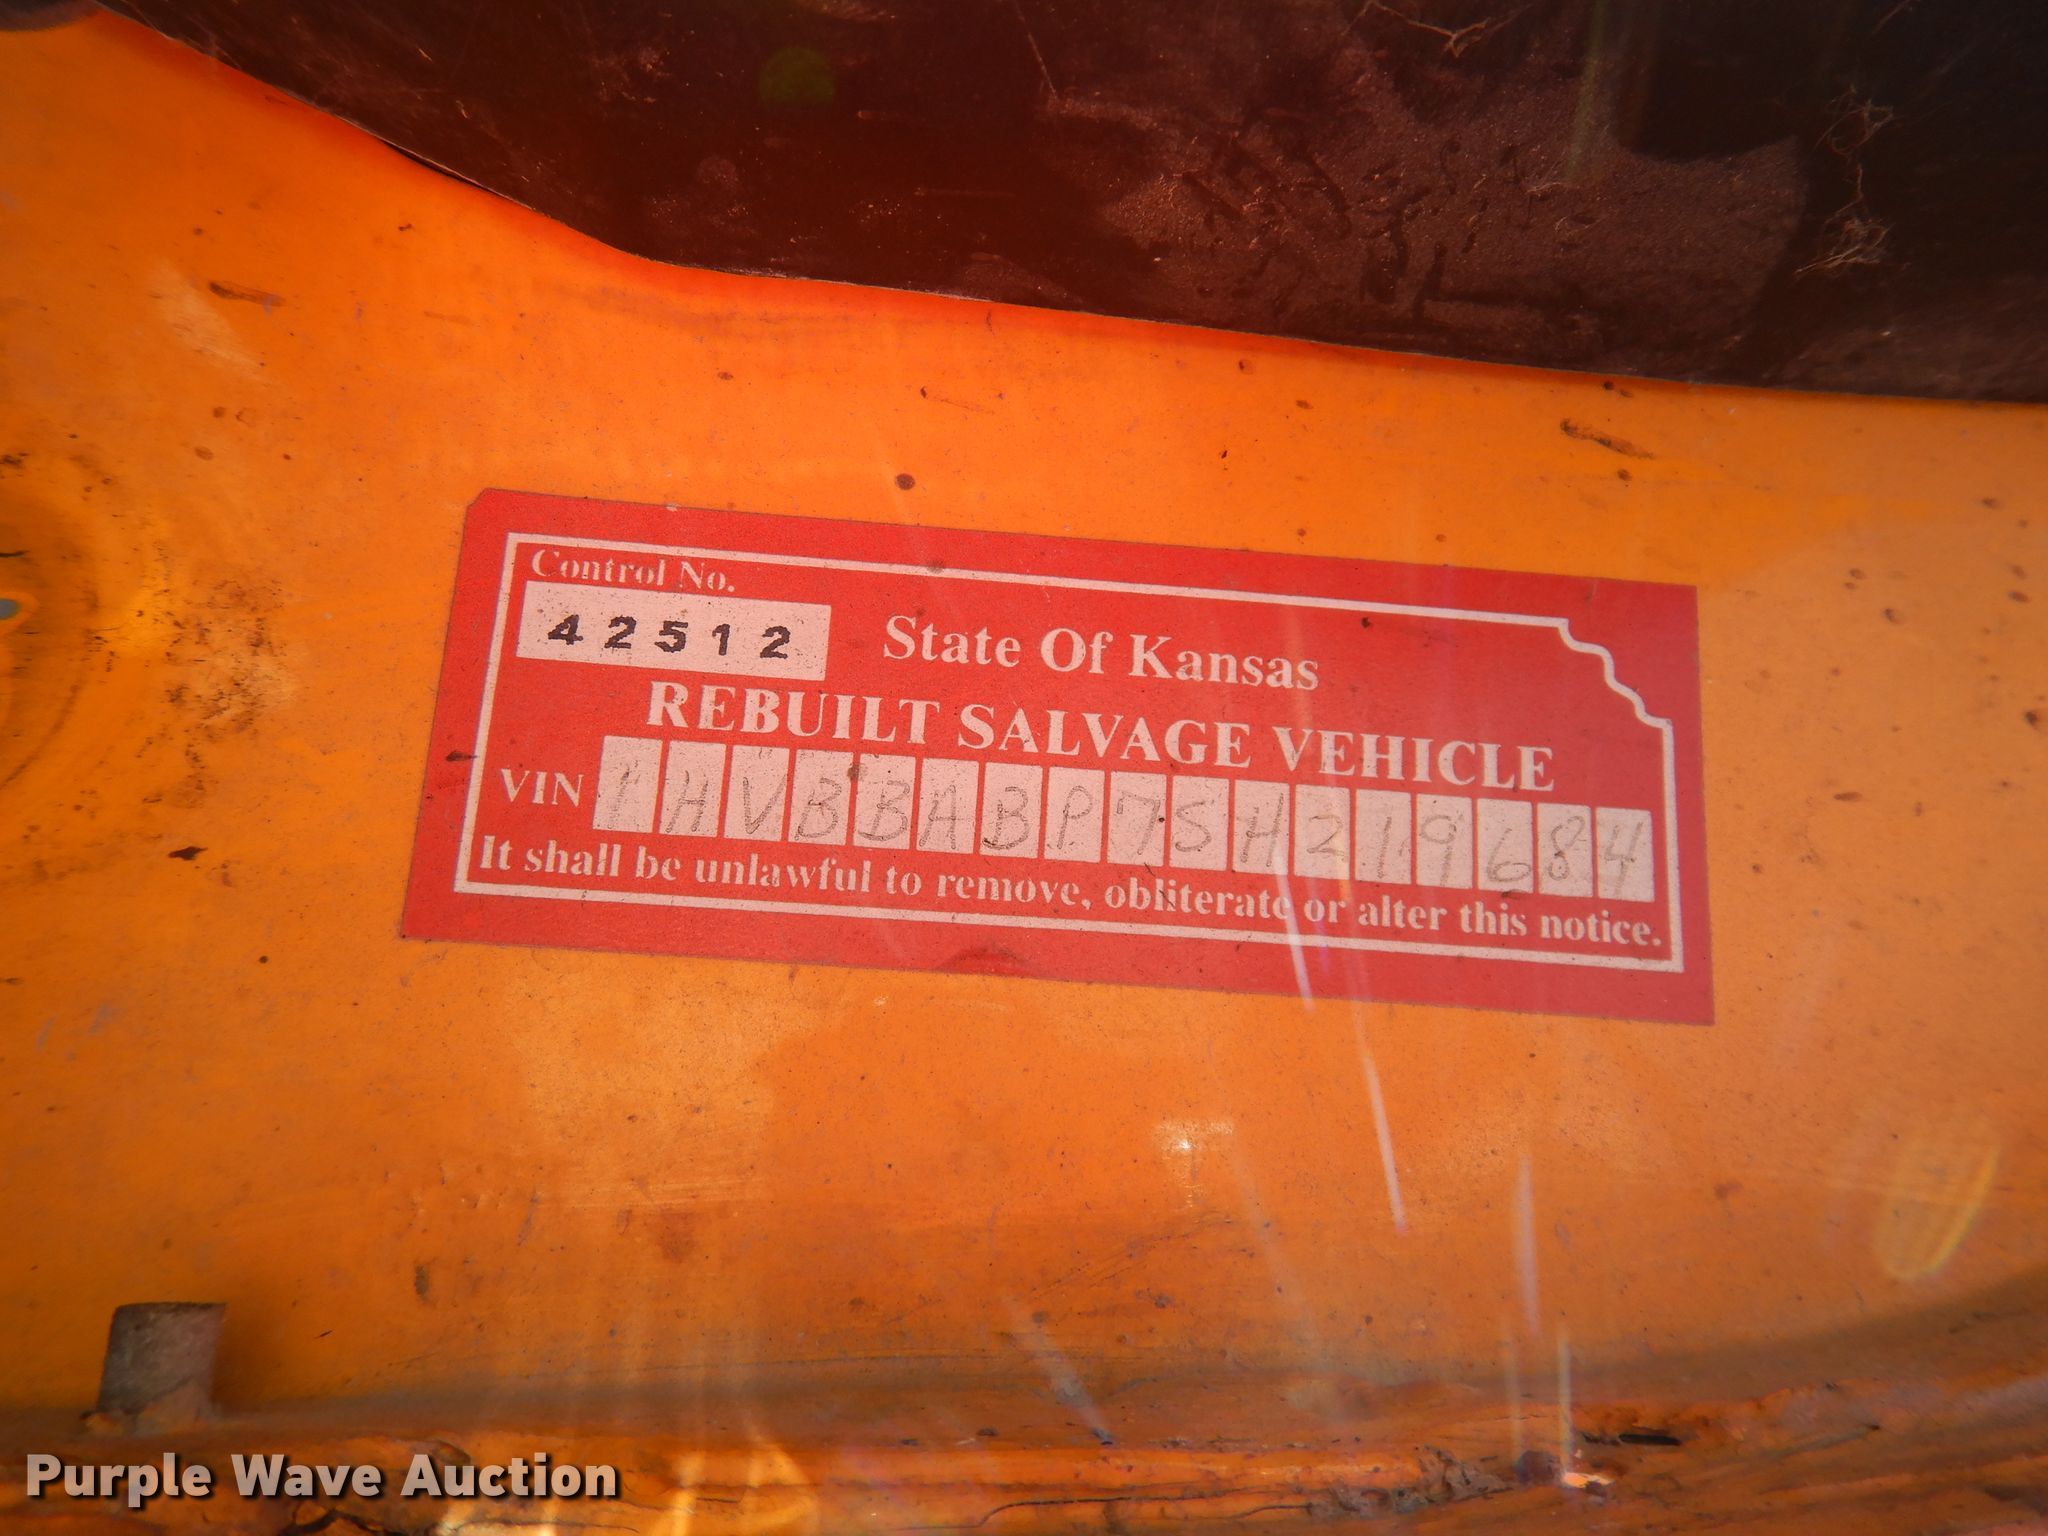 Control No.
42512
State Of Kansas
REBUILT SALVAGE VEHICLE
VIN 1HVBBABP7SH219684
It shall be unlawful to remove, obliterate or alter this notice.
Purple Wave Auction